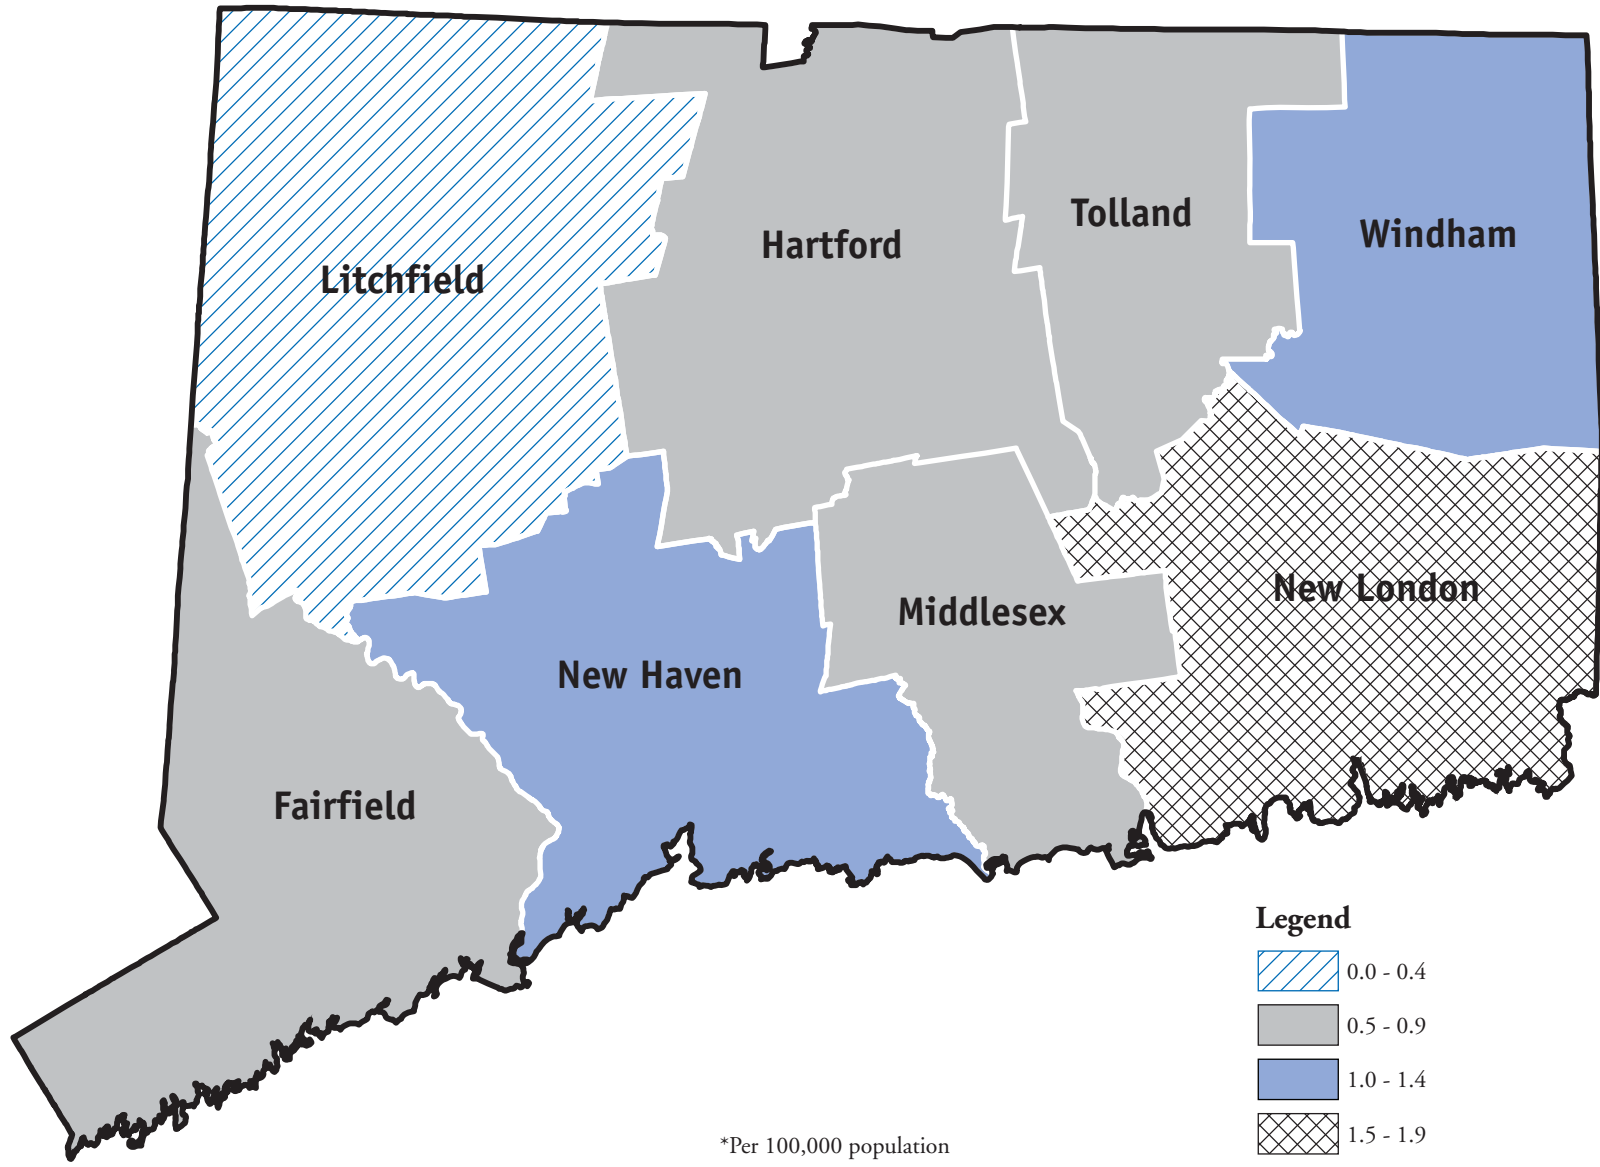 Tolland
Windham
Hartford
Litchfield
New London
Middlesex
New Haven
Fairfield
Legend
0.0 - 0.4
0.5 - 0.9
1.0 - 1.4
1.5 - 1.9
*Per 100,000 population